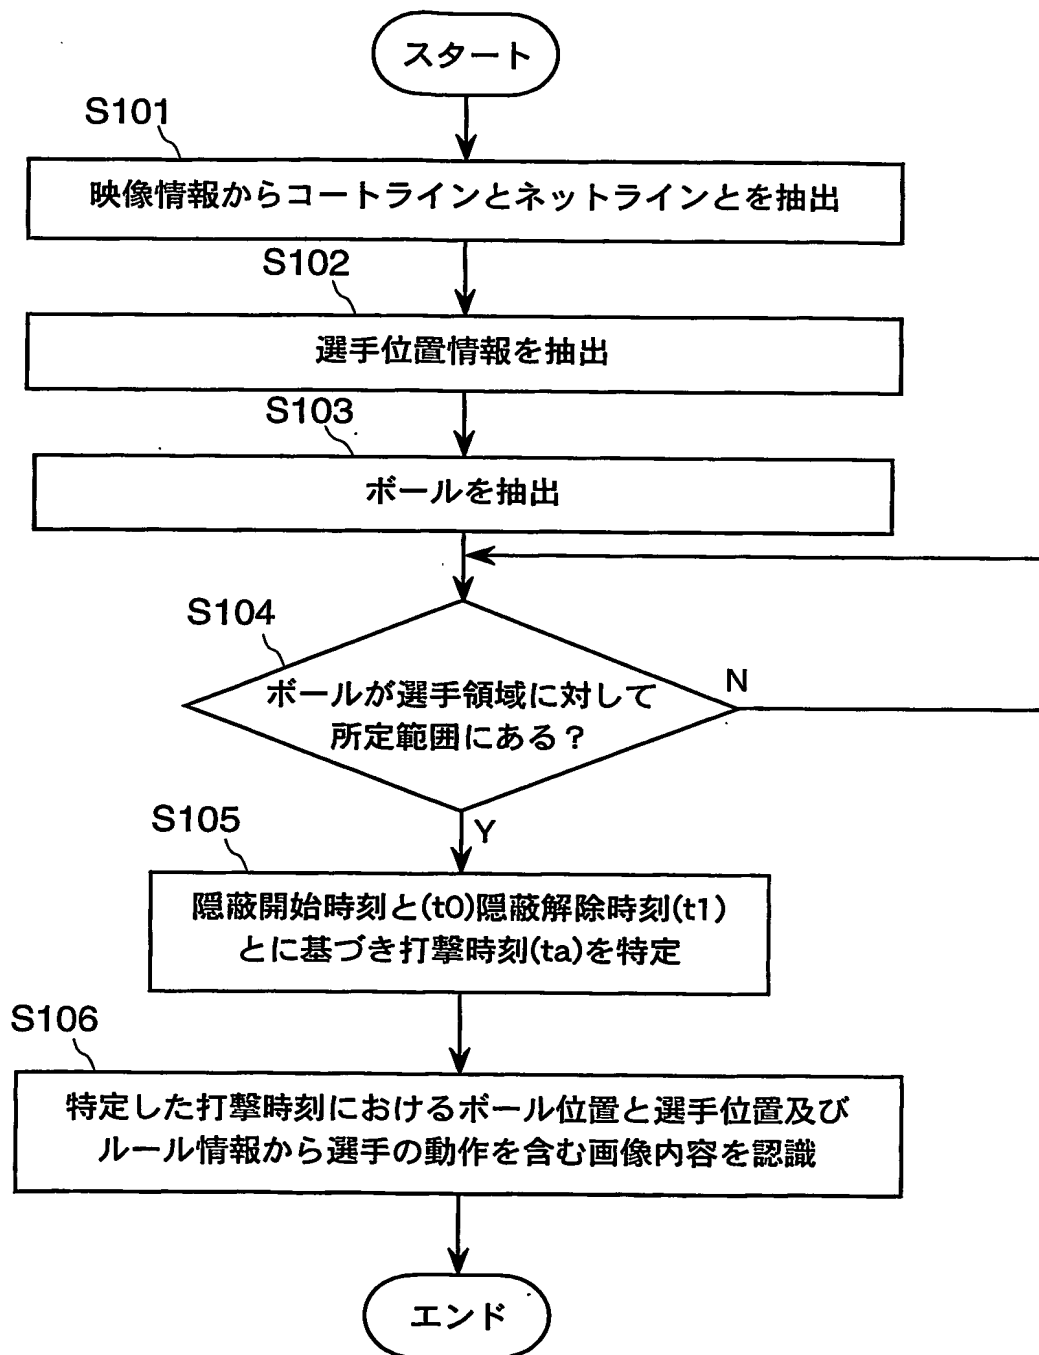 スタート
S101
映像情報からコートラインとネットラインとを抽出
S102
選手位置情報を抽出
S103
ボールを抽出
S104
ボールが選手領域に対して
所定範囲にある？
N
Y
S105
隠蔽開始時刻と(t0)隠蔽解除時刻(t1)
とに基づき打撃時刻(ta)を特定
S106
特定した打撃時刻におけるボール位置と選手位置及び
ルール情報から選手の動作を含む画像内容を認識
エンド